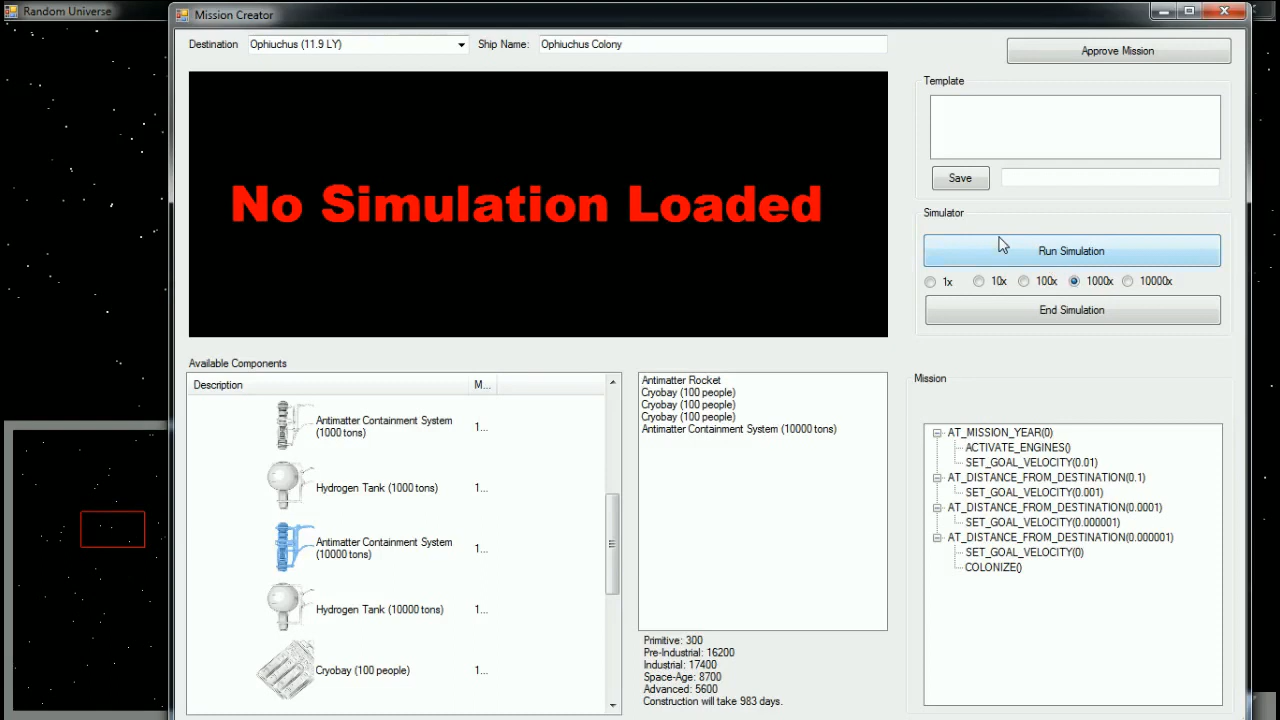 Random Universe
Mission Creator
Destination
Ophiuchus (11.9 LY)
Ship Name:
Ophiuchus Colony
Approve Mission
Template
No Simulation Loaded
Save
Simulator
Run Simulation
1x
10x
100x
1000x
10000x
End Simulation
Available Components
Description
M...
Antimatter Containment System
(1000 tons)
1...
Hydrogen Tank (1000 tons)
1...
Antimatter Containment System
(10000 tons)
1...
Hydrogen Tank (10000 tons)
1...
Cryobay (100 people)
1...
Antimatter Rocket
Cryobay (100 people)
Cryobay (100 people)
Cryobay (100 people)
Antimatter Containment System (10000 tons)
Primitive: 300
Pre-Industrial: 16200
Industrial: 17400
Space-Age: 8700
Advanced: 5600
Construction will take 983 days.
Mission
AT_MISSION_YEAR(0)
ACTIVATE_ENGINES()
SET_GOAL_VELOCITY(0.01)
AT_DISTANCE_FROM_DESTINATION(0.1)
SET_GOAL_VELOCITY(0.001)
AT_DISTANCE_FROM_DESTINATION(0.0001)
SET_GOAL_VELOCITY(0.000001)
AT_DISTANCE_FROM_DESTINATION(0.000001)
SET_GOAL_VELOCITY(0)
COLONIZE()